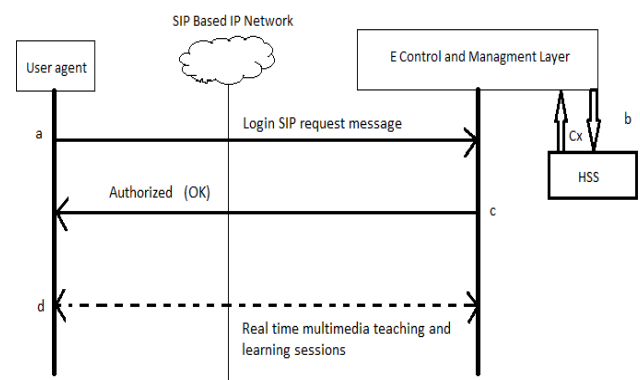 SIP Based IP Network
User agent
E Control and Managment Layer
a
Login SIP request message
Cx
b
HSS
Authorized (OK)
c
d
Real time multimedia teaching and
learning sessions